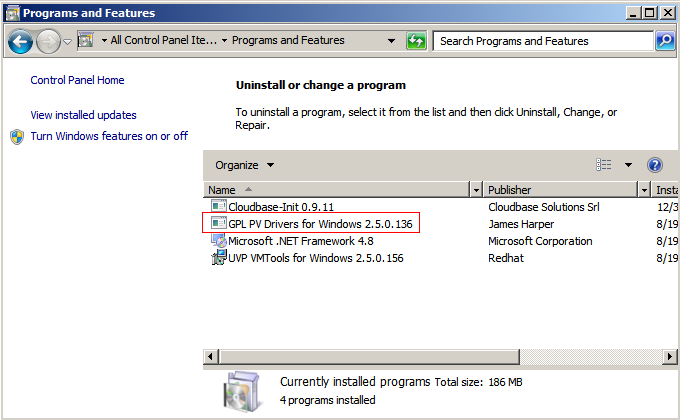 Programs and Features
All Control Panel Ite... Programs and Features Search Programs and Features
Control Panel Home
View installed updates
Turn Windows features on or off
Uninstall or change a program
To uninstall a program, select it from the list and then click Uninstall, Change, or
Repair.
Organize
Name Publisher Insta
Cloudbase-Init 0.9.11 Cloudbase Solutions Srl 12/3
GPL PV Drivers for Windows 2.5.0.136 James Harper 8/19
Microsoft .NET Framework 4.8 Microsoft Corporation 8/19
UVP VMTools for Windows 2.5.0.156 Redhat 8/19
Currently installed programs Total size: 186 MB
4 programs installed